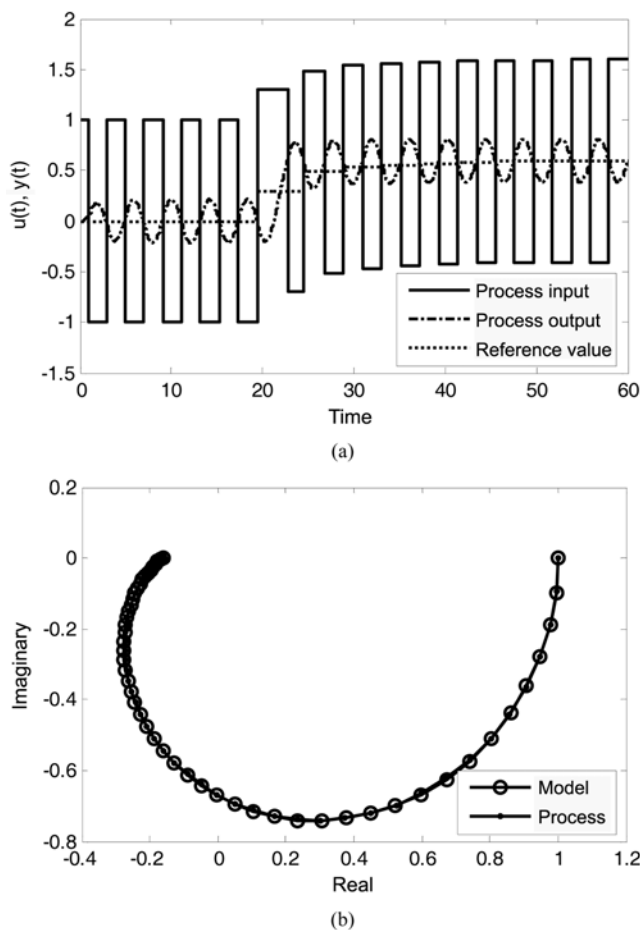 2
1.5
1
0.5
0
-0.5
-1
-1.5
u(t), y(t)
0 10 20 30 40 50 60
Time
Process input
Process output
Reference value
(a)
0.2
0
-0.2
-0.4
-0.6
-0.8
Imaginary
-0.4 -0.2 0 0.2 0.4 0.6 0.8 1 1.2
Real
Model
Process
(b)